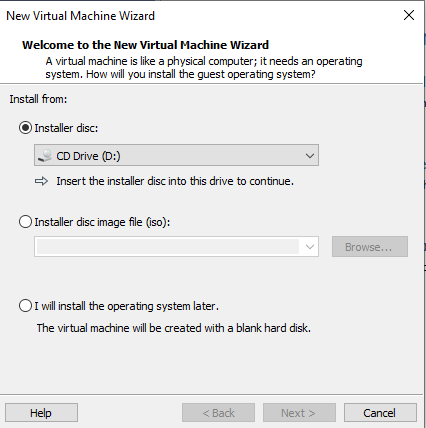 New Virtual Machine Wizard
Welcome to the New Virtual Machine Wizard
A virtual machine is like a physical computer; it needs an operating
system. How will you install the guest operating system?
Install from:
Installer disc:
CD Drive (D:)
Insert the installer disc into this drive to continue.
Installer disc image file (iso):
Browse...
I will install the operating system later.
The virtual machine will be created with a blank hard disk.
Help
< Back
Next >
Cancel